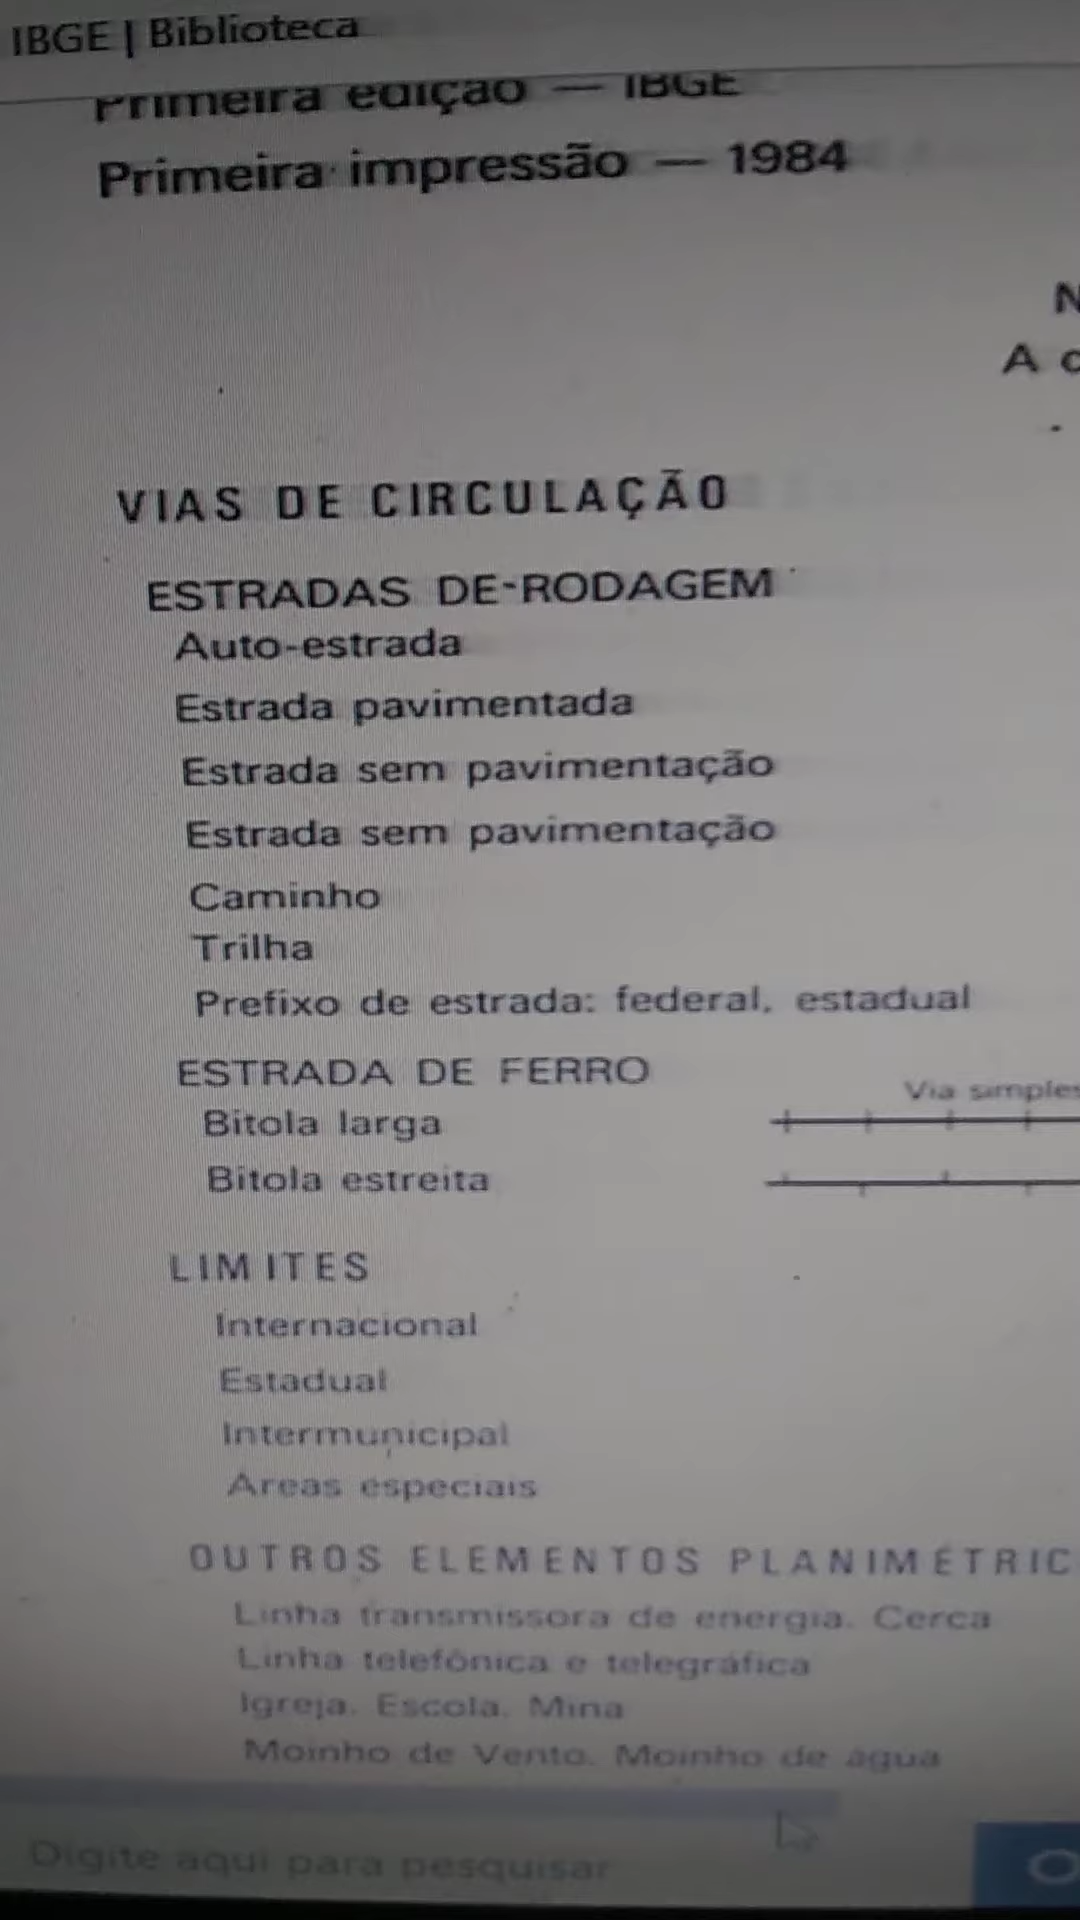 IBGE | Biblioteca
Primeira edição — IBGE
Primeira impressão — 1984
N
A c
VIAS DE CIRCULAÇÃO
ESTRADAS DE-RODAGEM
Auto-estrada
Estrada pavimentada
Estrada sem pavimentação
Estrada sem pavimentação
Caminho
Trilha
Prefixo de estrada: federal, estadual
ESTRADA DE FERRO
Via simples
Bitola larga
Bitola estreita
LIMITES
Internacional
Estadual
Intermunicipal
Áreas especiais
OUTROS ELEMENTOS PLANIMÉTRIC
Linha transmissora de energia. Cerca
Linha telefônica e telegráfica
Igreja. Escola. Mina
Moinho de Vento. Moinho de água
Digite aqui para pesquisar